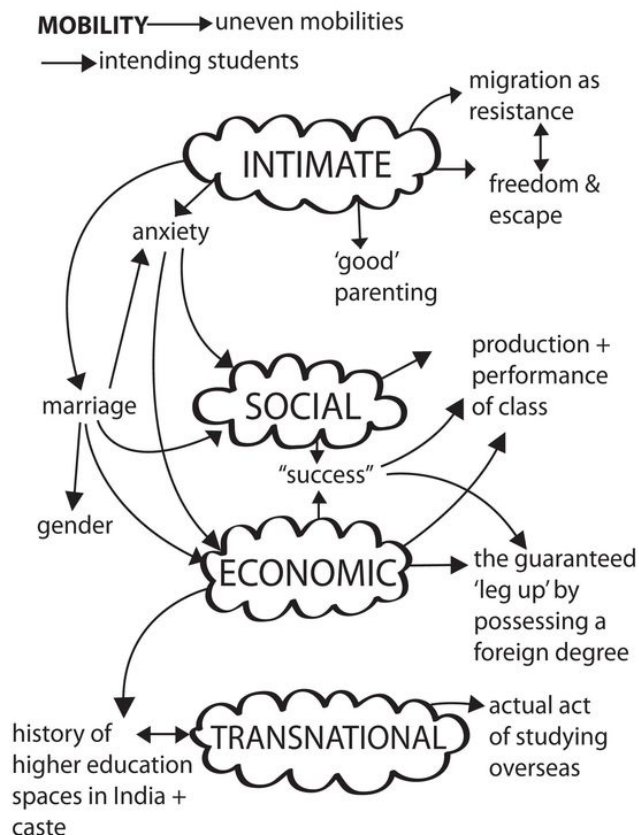 MOBILITY uneven mobilities
intending students
migration as
resistance
INTIMATE
freedom &
escape
anxiety
‘good’
parenting
production +
performance
of class
marriage
SOCIAL
“success”
gender
ECONOMIC
the guaranteed
‘leg up’ by
possessing a
foreign degree
actual act
of studying
overseas
history of
higher education
spaces in India +
caste
TRANSNATIONAL